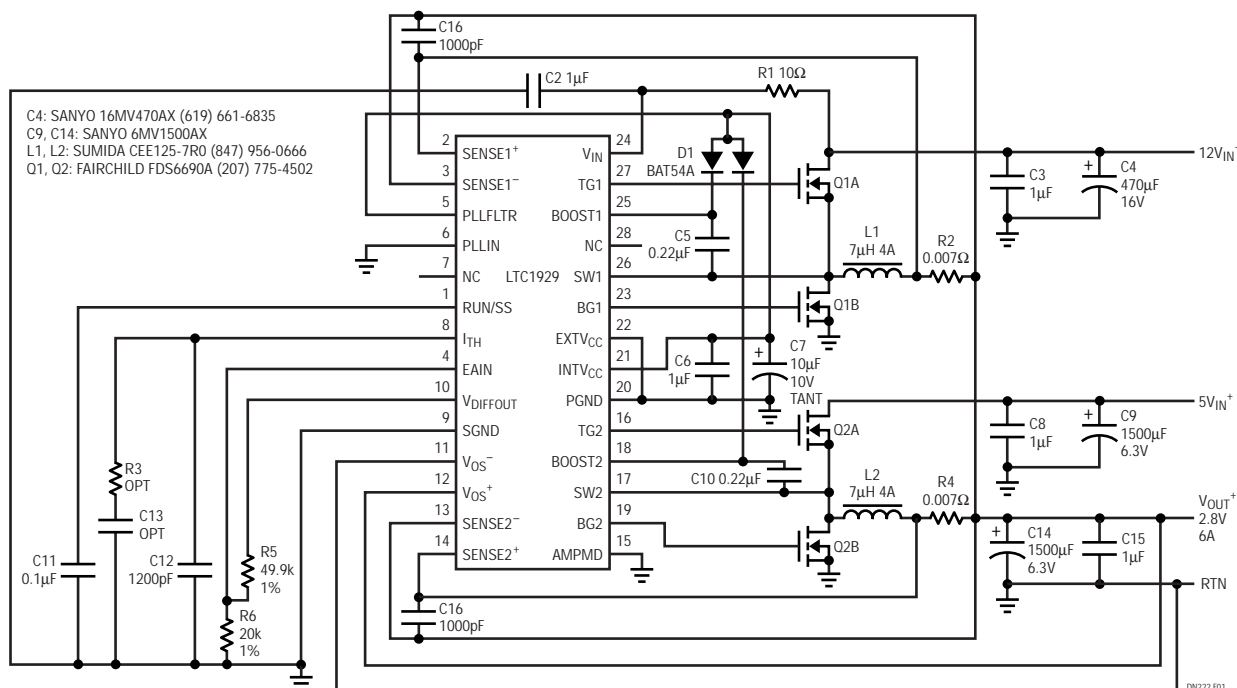 C16
1000pF
C2 1µF
R1 10Ω
C4: SANYO 16MV470AX (619) 661-6835
C9, C14: SANYO 6MV1500AX
L1, L2: SUMIDA CEE125-7R0 (847) 956-0666
Q1, Q2: FAIRCHILD FDS6690A (207) 775-4502
LTC1929
2 SENSE1+
3 SENSE1−
5 PLLFLTR
6 PLLIN
7 NC
1 RUN/SS
8 ITH
4 EAIN
10 VDIFFOUT
9 SGND
11 VOS−
12 VOS+
13 SENSE2−
14 SENSE2+
VIN 24
TG1 27
BOOST1 25
NC 28
SW1 26
BG1 23
EXTVCC 22
INTVCC 21
PGND 20
TG2 16
BOOST2 18
SW2 17
BG2 19
AMPMD 15
D1
BAT54A
C5
0.22µF
Q1A
Q1B
L1
7µH 4A
R2
0.007Ω
C3
1µF
+
C4
470µF
16V
12VIN+
C6
1µF
+
C7
10µF
10V
TANT
Q2A
C10 0.22µF
Q2B
L2
7µH 4A
R4
0.007Ω
C8
1µF
+
C9
1500µF
6.3V
5VIN+
+
C14
1500µF
6.3V
C15
1µF
VOUT+
2.8V
6A
RTN
R3
OPT
C13
OPT
C11
0.1µF
C12
1200pF
R5
49.9k
1%
R6
20k
1%
C16
1000pF
DN222 F01